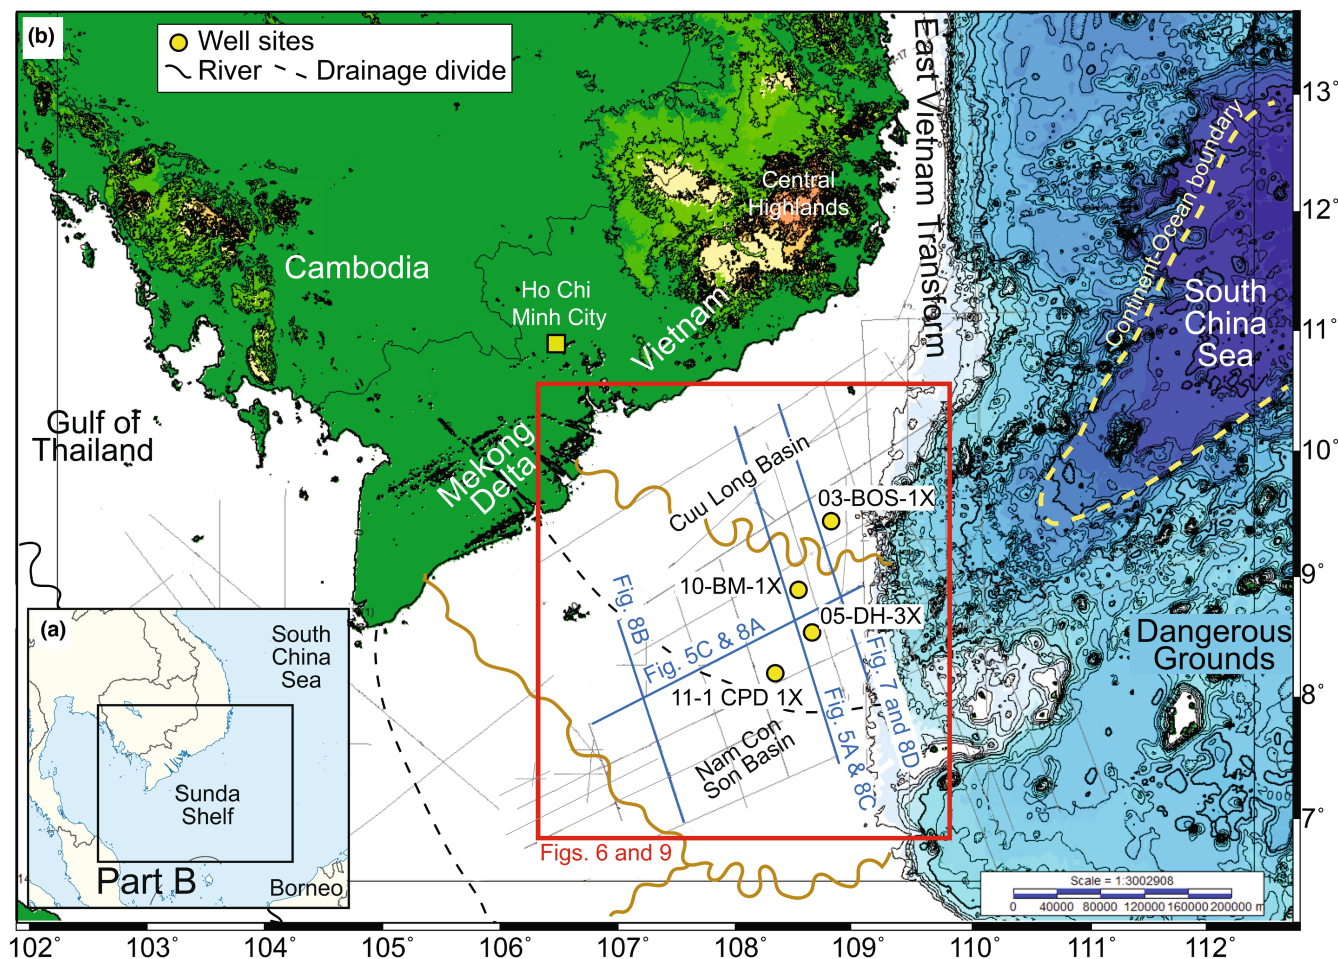 (b)
Well sites
River
Drainage divide
East Vietnam Transform
Continent-Ocean boundary
Central
Highlands
Cambodia
Ho Chi
Minh City
Vietnam
South
China
Sea
Gulf of
Thailand
Mekong
Delta
Cuu Long Basin
03-BOS-1X
10-BM-1X
05-DH-3X
11-1 CPD 1X
Fig. 8B
Fig. 5C & 8A
Fig. 7 and 8D
Fig. 5A & 8C
Nam Con
Son Basin
Dangerous
Grounds
Figs. 6 and 9
(a)
South
China
Sea
Sunda
Shelf
Part B
Borneo
Scale = 1:3002908
0 40000 80000 120000 160000 200000 m
13°
12°
11°
10°
9°
8°
7°
102° 103° 104° 105° 106° 107° 108° 109° 110° 111° 112°